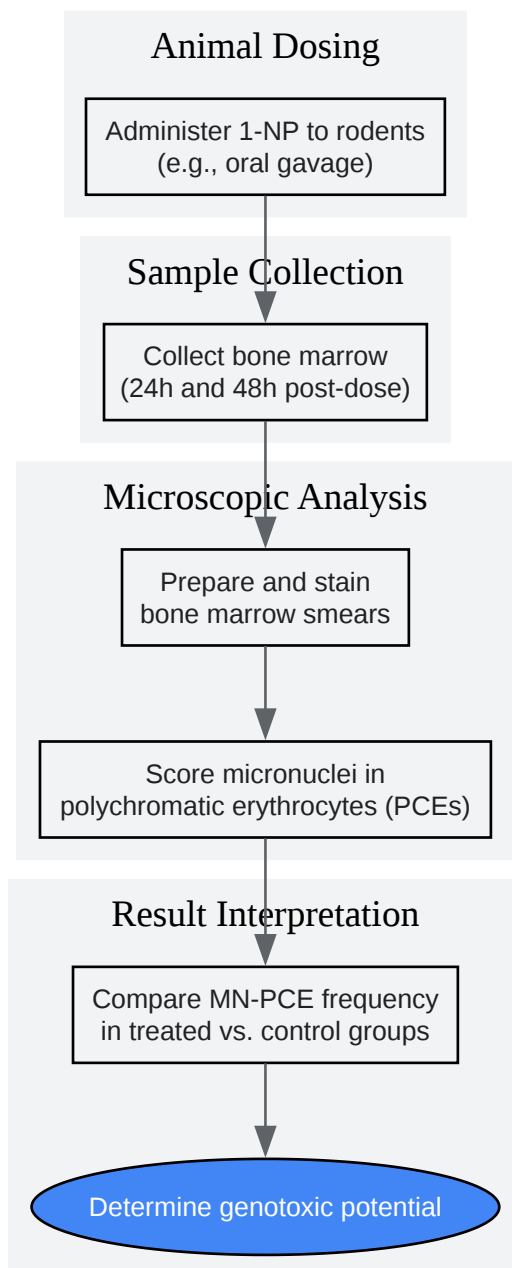 Animal Dosing
Administer 1-NP to rodents
(e.g., oral gavage)
Sample Collection
Collect bone marrow
(24h and 48h post-dose)
Microscopic Analysis
Prepare and stain
bone marrow smears
Score micronuclei in
polychromatic erythrocytes (PCEs)
Result Interpretation
Compare MN-PCE frequency
in treated vs. control groups
Determine genotoxic potential